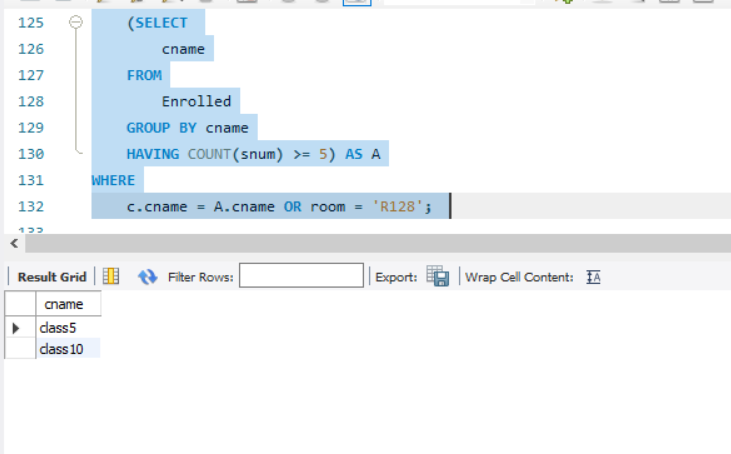 125 (SELECT
126 cname
127 FROM
128 Enrolled
129 GROUP BY cname
130 HAVING COUNT(snum) >= 5) AS A
131 WHERE
132 c.cname = A.cname OR room = 'R128';
133
Result Grid Filter Rows: Export: Wrap Cell Content: IA
cname
class5
class10